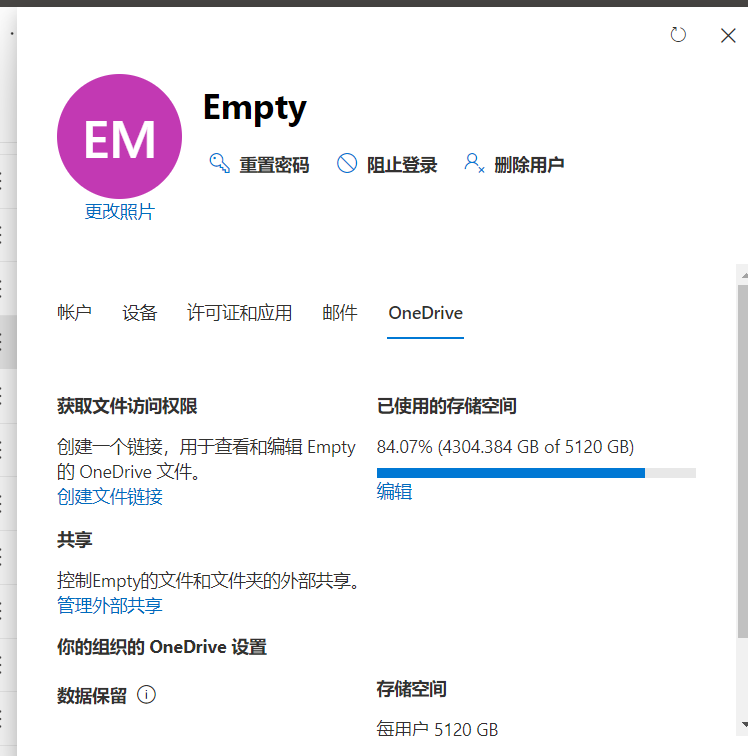 Empty
EM
重置密码 阻止登录 删除用户
更改照片
帐户 设备 许可证和应用 邮件 OneDrive
获取文件访问权限
创建一个链接，用于查看和编辑 Empty
的 OneDrive 文件。
创建文件链接
已使用的存储空间
84.07% (4304.384 GB of 5120 GB)
编辑
共享
控制Empty的文件和文件夹的外部共享。
管理外部共享
你的组织的 OneDrive 设置
数据保留
存储空间
每用户 5120 GB